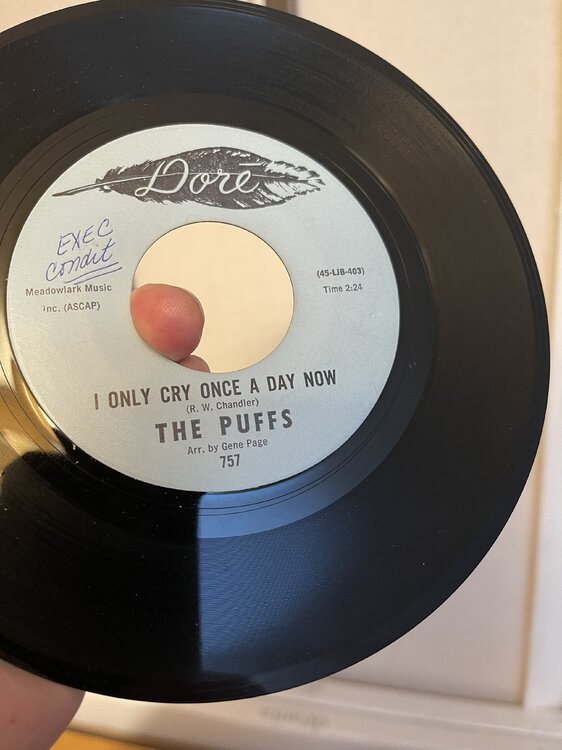 Doré
EXEC
condit
Meadowlark Music
Inc. (ASCAP)
(45-LJB-403)
Time 2:24
I ONLY CRY ONCE A DAY NOW
(R. W. Chandler)
THE PUFFS
Arr. by Gene Page
757